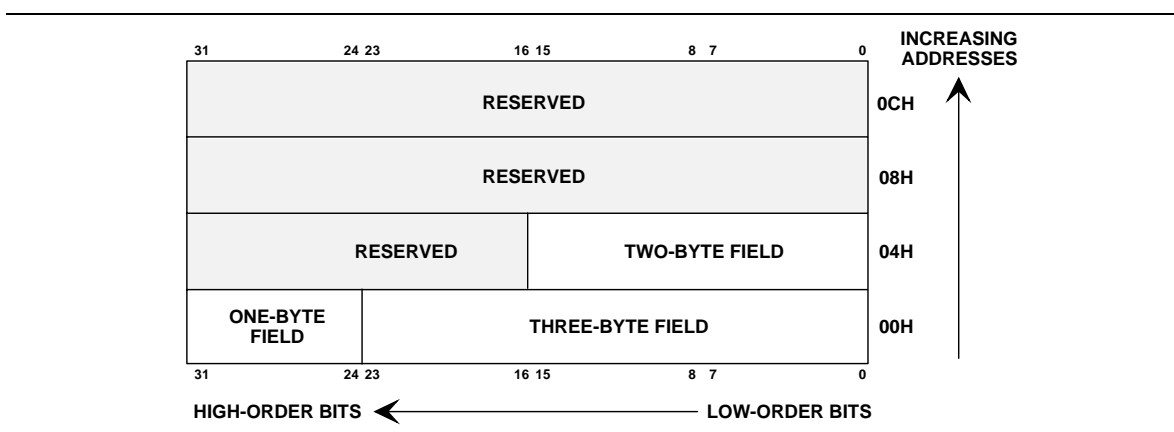 31 24 23 16 15 8 7 0
INCREASING
ADDRESSES
RESERVED 0CH
RESERVED 08H
RESERVED TWO-BYTE FIELD 04H
ONE-BYTE
FIELD
THREE-BYTE FIELD 00H
31 24 23 16 15 8 7 0
HIGH-ORDER BITS LOW-ORDER BITS